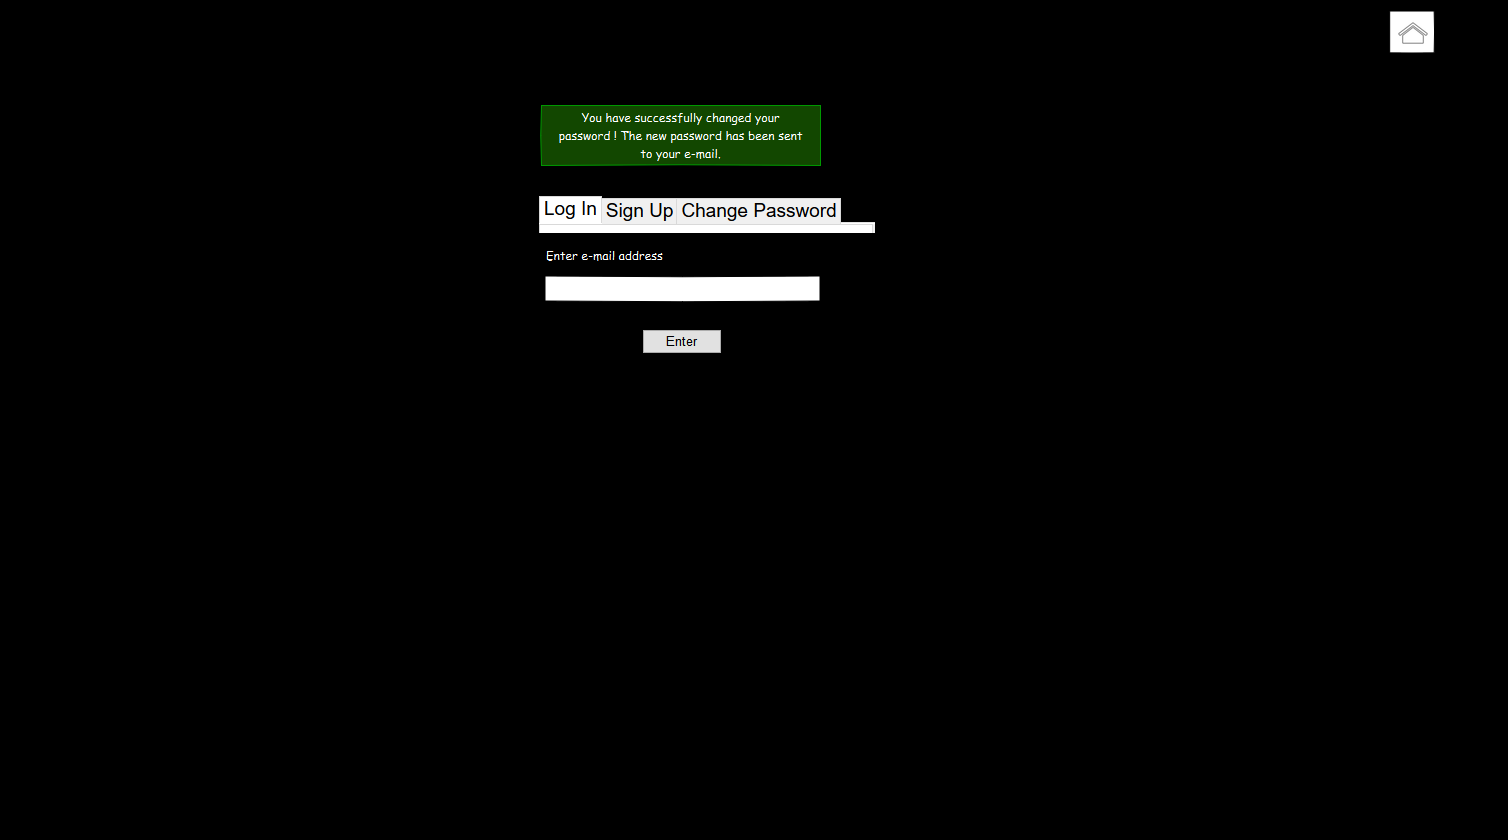 You have successfully changed your
password ! The new password has been sent
to your e-mail.
Log In Sign Up Change Password
Enter e-mail address
Enter